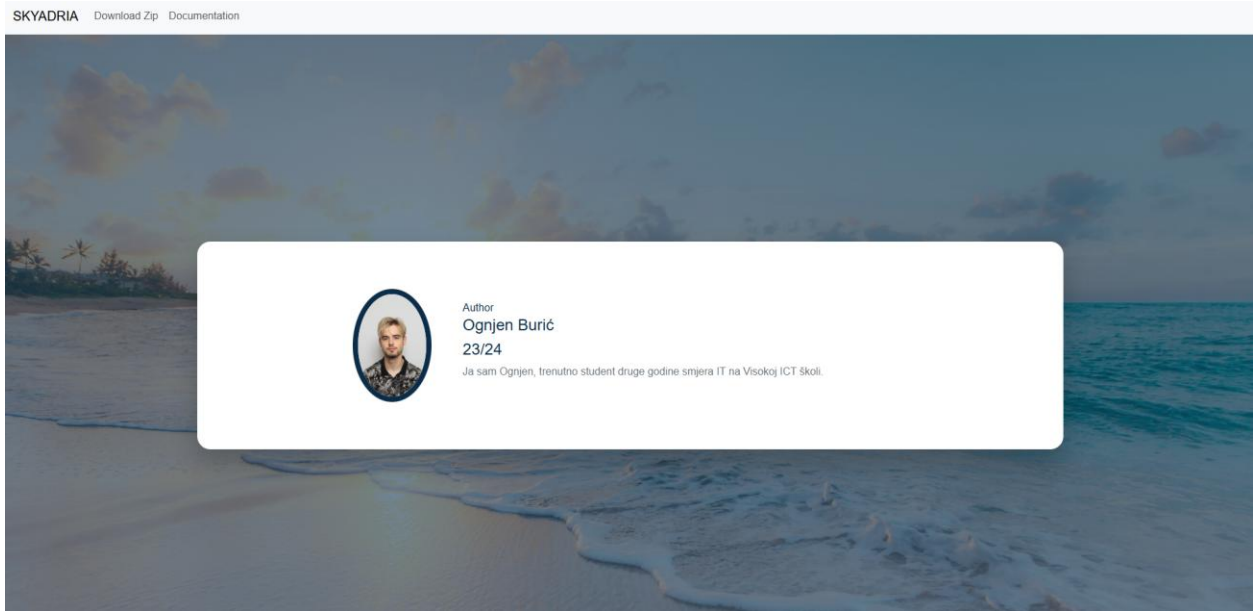 SKYADRIA Download Zip Documentation
Author
Ognjen Burić
23/24
Ja sam Ognjen, trenutno student druge godine smjera IT na Visokoj ICT školi.